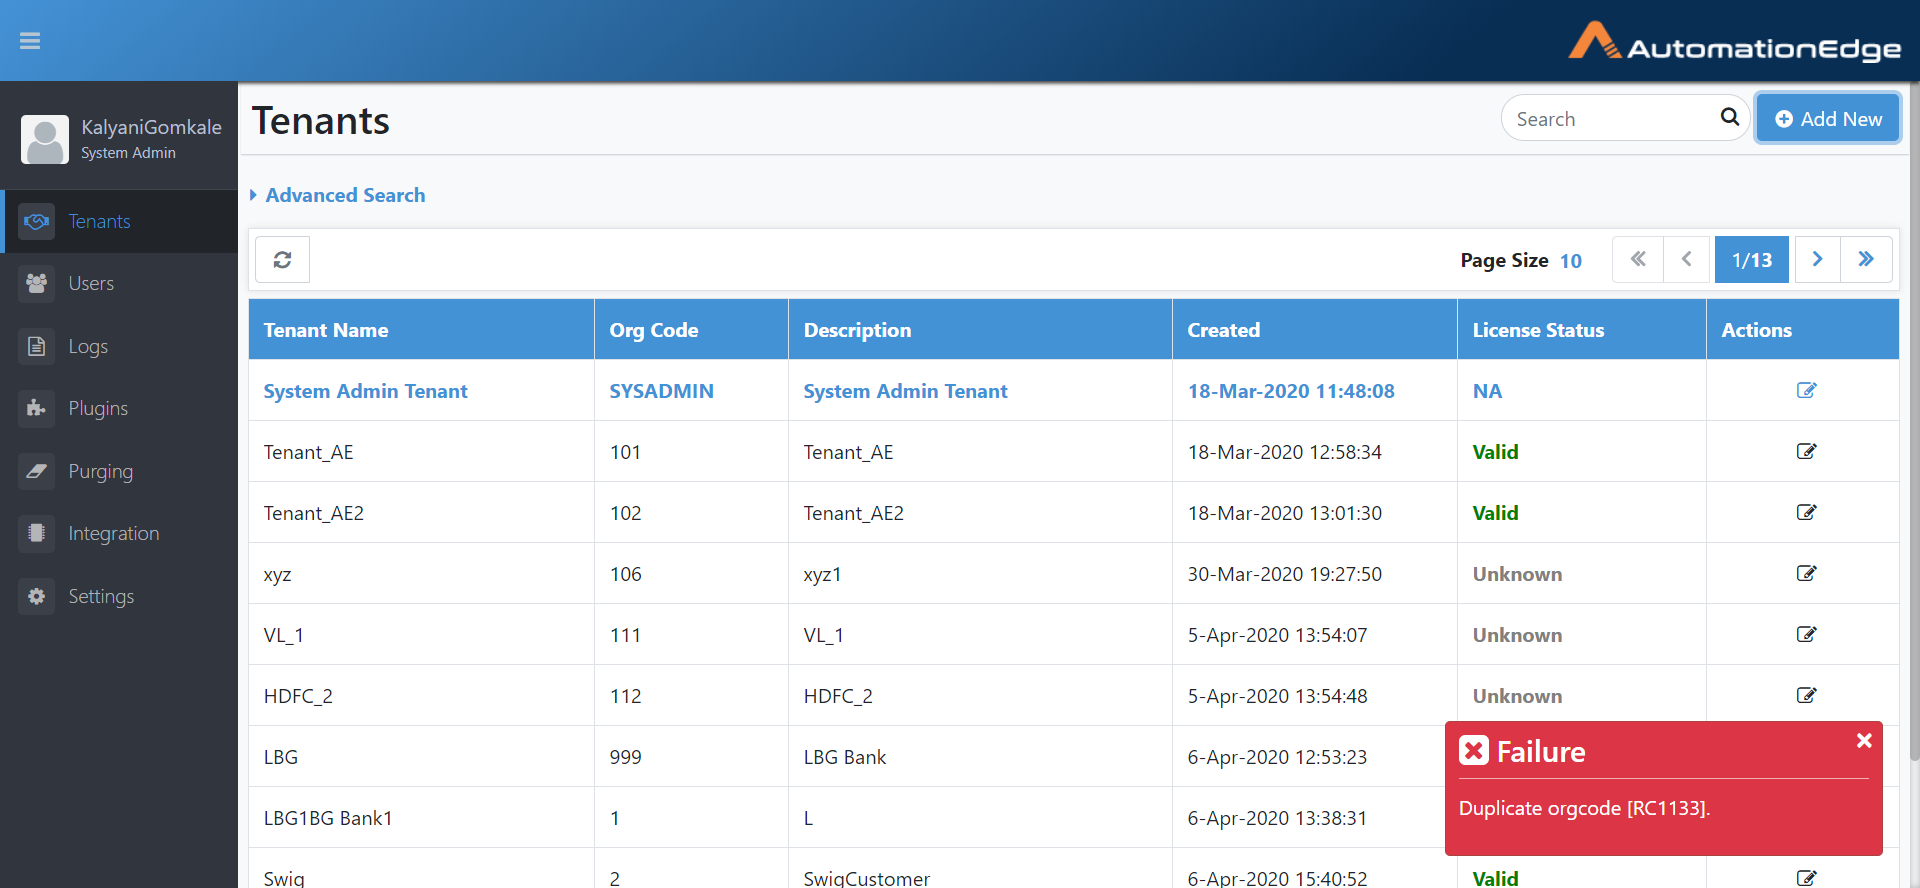 AutomationEdge
KalyaniGomkale
System Admin
Tenants
Users
Logs
Plugins
Purging
Integration
Settings
Tenants
Search
Add New
Advanced Search
Page Size 10 1/13
Tenant Name Org Code Description Created License Status Actions
System Admin Tenant SYSADMIN System Admin Tenant 18-Mar-2020 11:48:08 NA
Tenant_AE 101 Tenant_AE 18-Mar-2020 12:58:34 Valid
Tenant_AE2 102 Tenant_AE2 18-Mar-2020 13:01:30 Valid
xyz 106 xyz1 30-Mar-2020 19:27:50 Unknown
VL_1 111 VL_1 5-Apr-2020 13:54:07 Unknown
HDFC_2 112 HDFC_2 5-Apr-2020 13:54:48 Unknown
LBG 999 LBG Bank 6-Apr-2020 12:53:23
LBG1BG Bank1 1 L 6-Apr-2020 13:38:31
Swig 2 SwigCustomer 6-Apr-2020 15:40:52 Valid
Failure
Duplicate orgcode [RC1133].